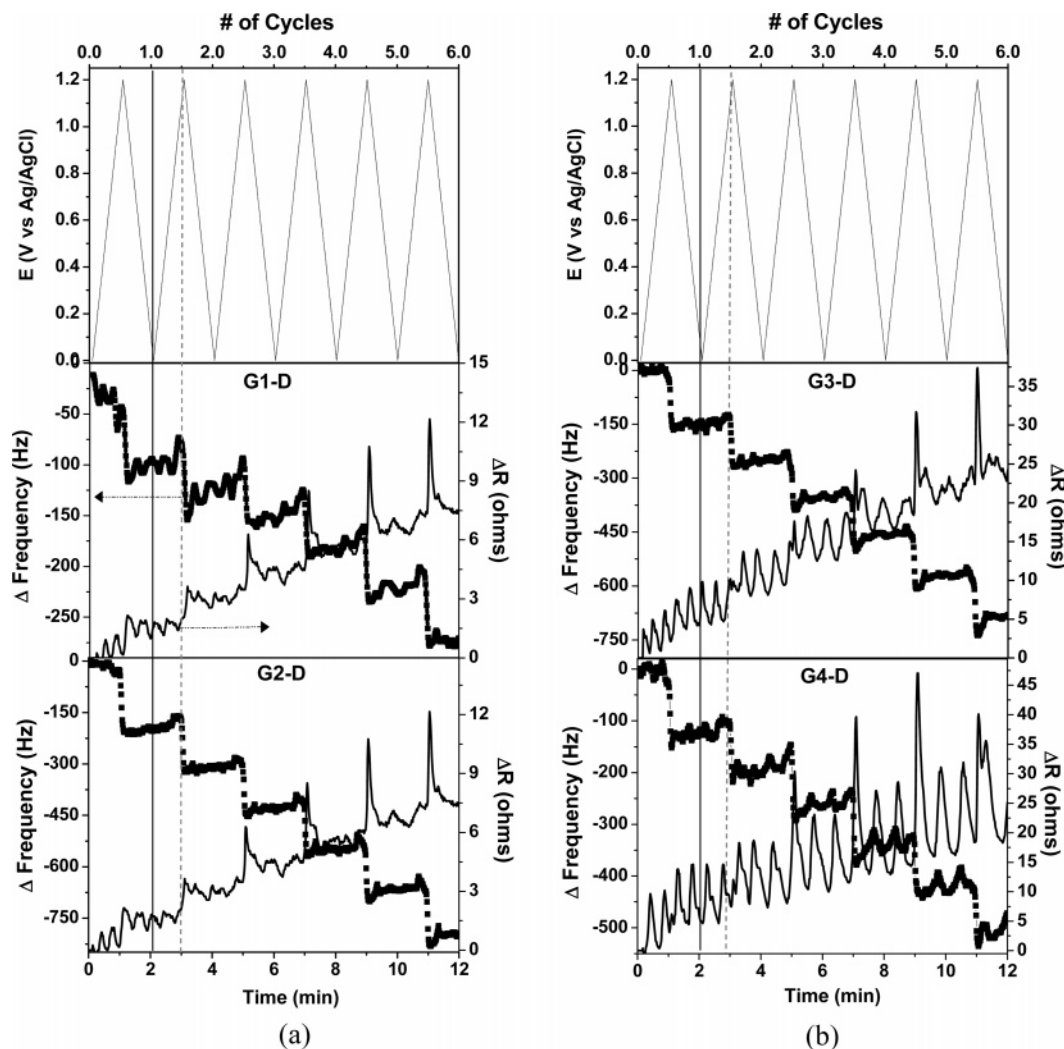 # of Cycles
0.0 1.0 2.0 3.0 4.0 5.0 6.0
E (V vs Ag/AgCl)
1.2
1.0
0.8
0.6
0.4
0.2
0.0
G1-D
Δ Frequency (Hz)
0
-50
-100
-150
-200
-250
ΔR (ohms)
15
12
9
6
3
0
G2-D
Δ Frequency (Hz)
0
-150
-300
-450
-600
-750
ΔR (ohms)
12
9
6
3
0
0 2 4 6 8 10 12
Time (min)
(a)
# of Cycles
0.0 1.0 2.0 3.0 4.0 5.0 6.0
E (V vs Ag/AgCl)
1.2
1.0
0.8
0.6
0.4
0.2
0.0
G3-D
Δ Frequency (Hz)
0
-150
-300
-450
-600
-750
ΔR (ohms)
35
30
25
20
15
10
5
0
G4-D
Δ Frequency (Hz)
0
-100
-200
-300
-400
-500
ΔR (ohms)
45
40
35
30
25
20
15
10
5
0
0 2 4 6 8 10 12
Time (min)
(b)